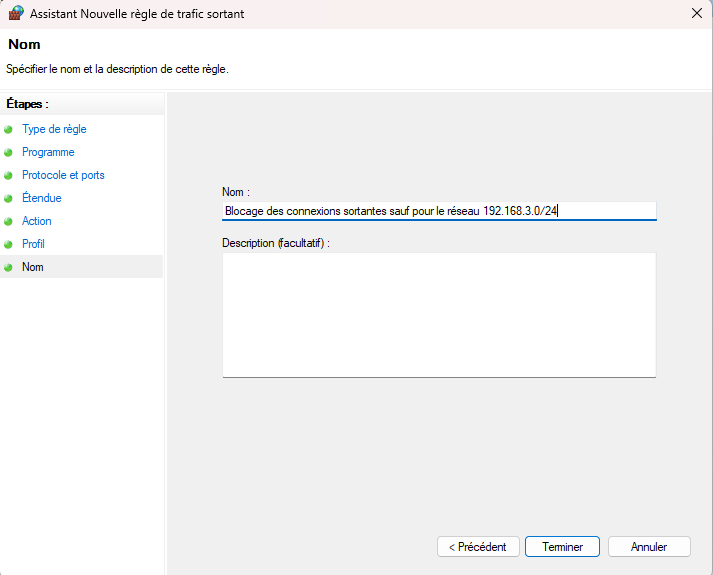 Assistant Nouvelle règle de trafic sortant
Nom
Spécifier le nom et la description de cette règle.
Étapes :
Type de règle
Programme
Protocole et ports
Étendue
Action
Profil
Nom
Nom :
Blocage des connexions sortantes sauf pour le réseau 192.168.3.0/24
Description (facultatif) :
< Précédent
Terminer
Annuler